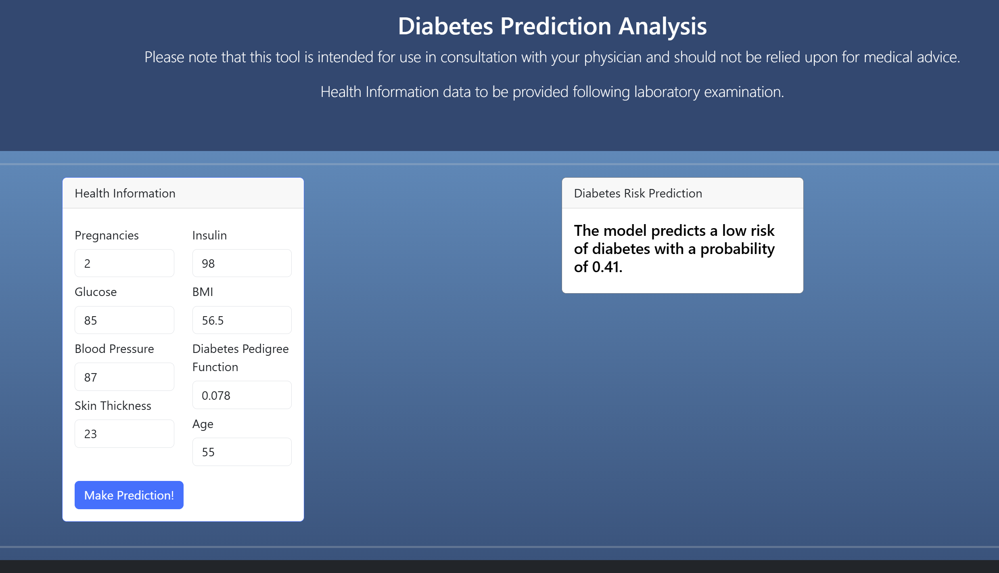 Diabetes Prediction Analysis
Please note that this tool is intended for use in consultation with your physician and should not be relied upon for medical advice.
Health Information data to be provided following laboratory examination.
Health Information
Pregnancies
2
Glucose
85
Blood Pressure
87
Skin Thickness
23
Insulin
98
BMI
56.5
Diabetes Pedigree
Function
0.078
Age
55
Make Prediction!
Diabetes Risk Prediction
The model predicts a low risk
of diabetes with a probability
of 0.41.